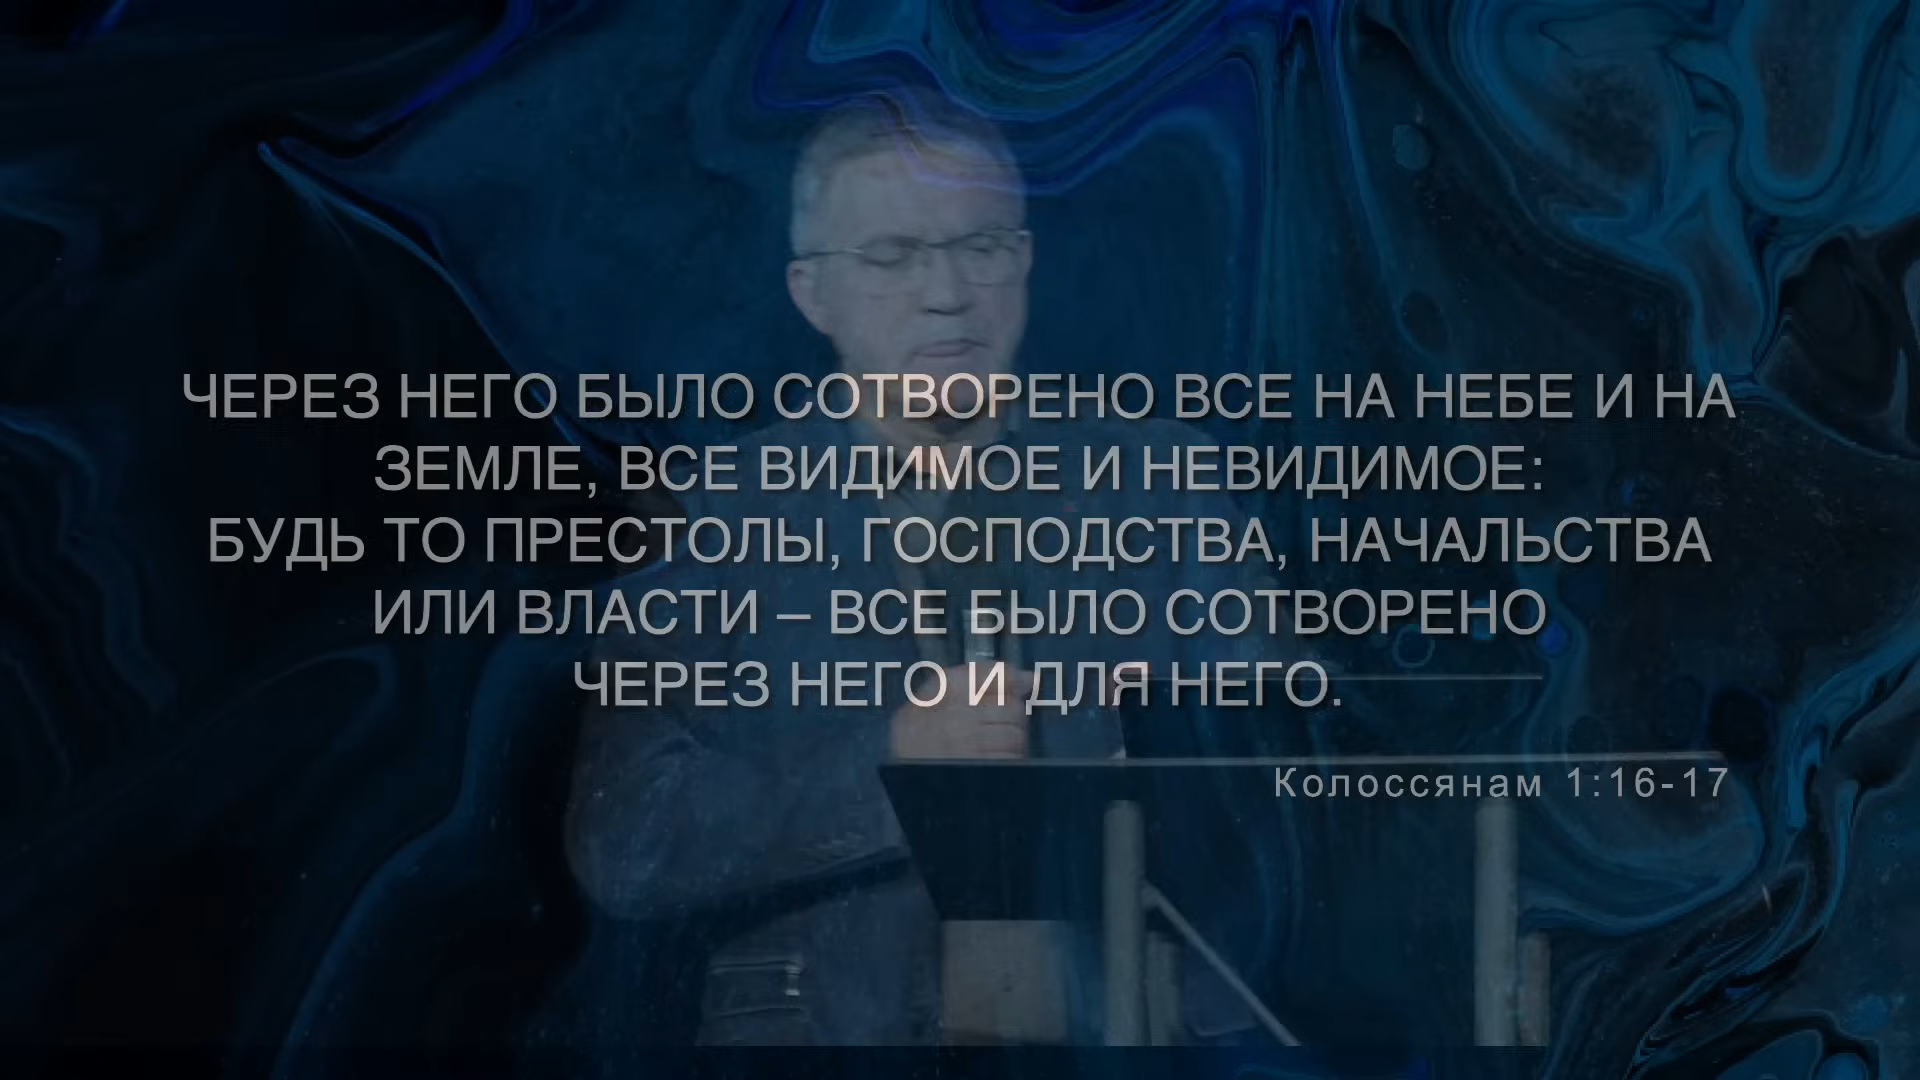 ЧЕРЕЗ НЕГО БЫЛО СОТВОРЕНО ВСЕ НА НЕБЕ И НА
ЗЕМЛЕ, ВСЕ ВИДИМОЕ И НЕВИДИМОЕ:
БУДЬ ТО ПРЕСТОЛЫ, ГОСПОДСТВА, НАЧАЛЬСТВА
ИЛИ ВЛАСТИ – ВСЕ БЫЛО СОТВОРЕНО
ЧЕРЕЗ НЕГО И ДЛЯ НЕГО.
Колоссянам 1:16-17